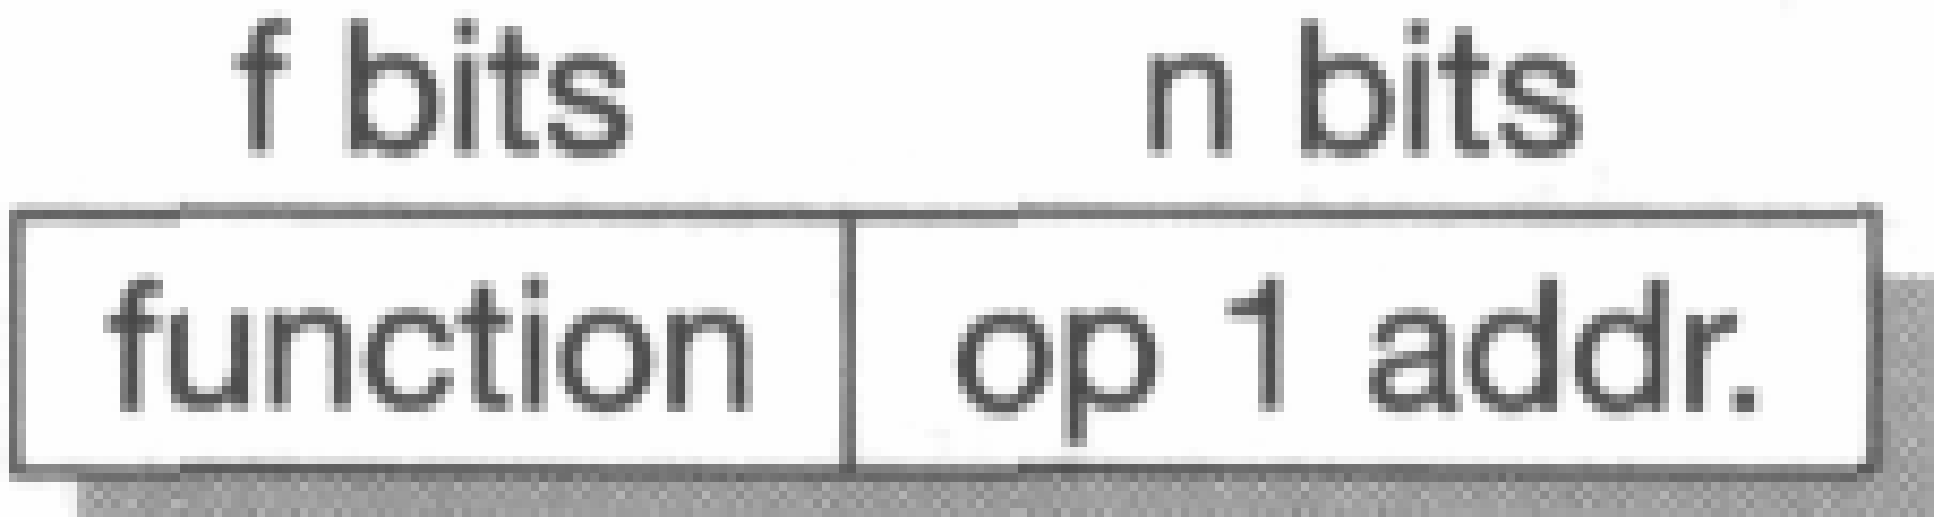 f bits n bits
function op 1 addr.